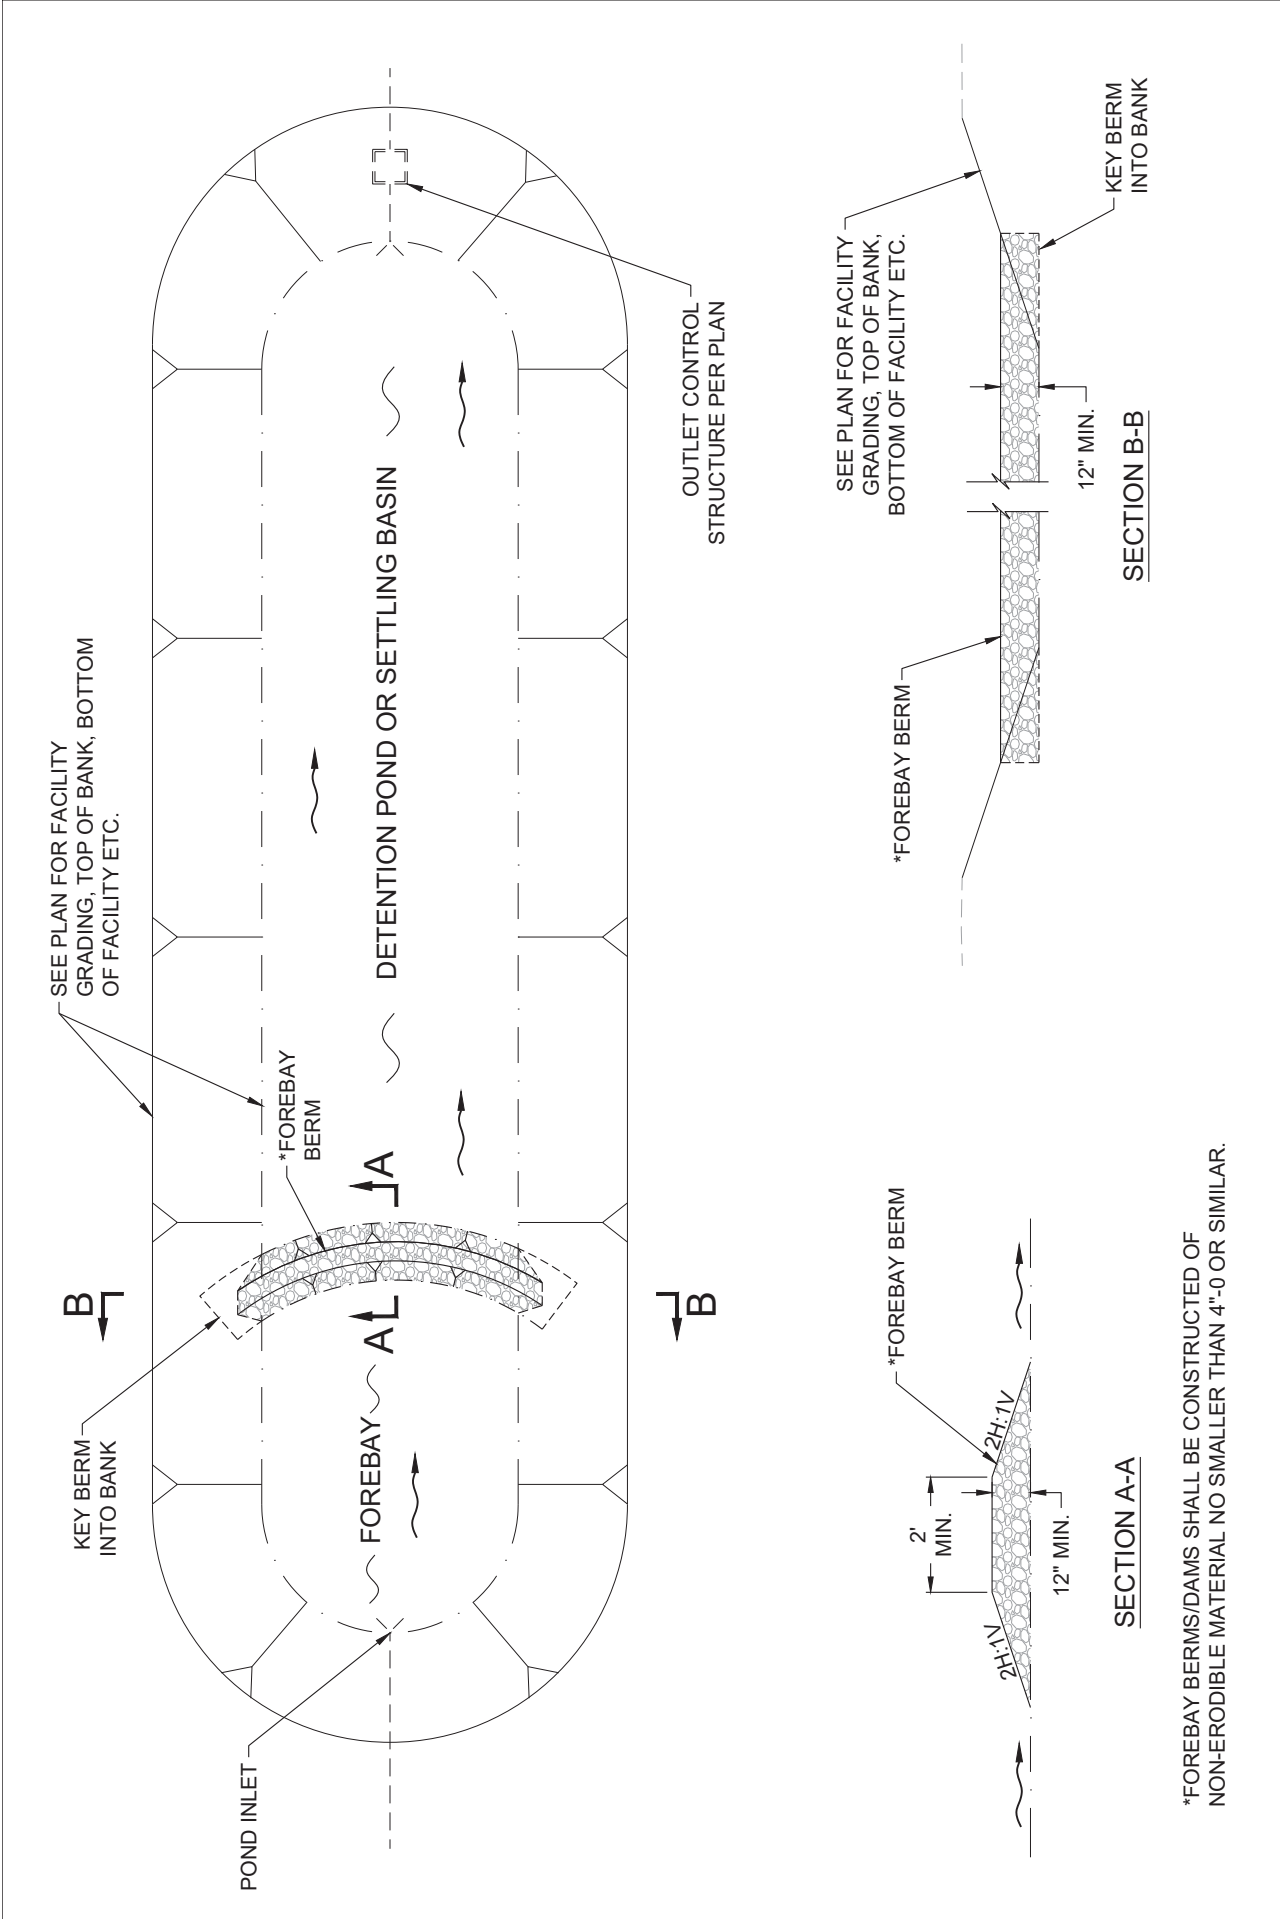 SEE PLAN FOR FACILITY
GRADING, TOP OF BANK, BOTTOM
OF FACILITY ETC.
KEY BERM
INTO BANK
B
*FOREBAY
BERM
POND INLET
FOREBAY
A
A
DETENTION POND OR SETTLING BASIN
B
OUTLET CONTROL
STRUCTURE PER PLAN
*FOREBAY BERM
2'
MIN.
2H:1V
2H:1V
12" MIN.
SECTION A-A
SEE PLAN FOR FACILITY
GRADING, TOP OF BANK,
BOTTOM OF FACILITY ETC.
*FOREBAY BERM
12" MIN.
KEY BERM
INTO BANK
SECTION B-B
*FOREBAY BERMS/DAMS SHALL BE CONSTRUCTED OF
NON-ERODIBLE MATERIAL NO SMALLER THAN 4"-0 OR SIMILAR.